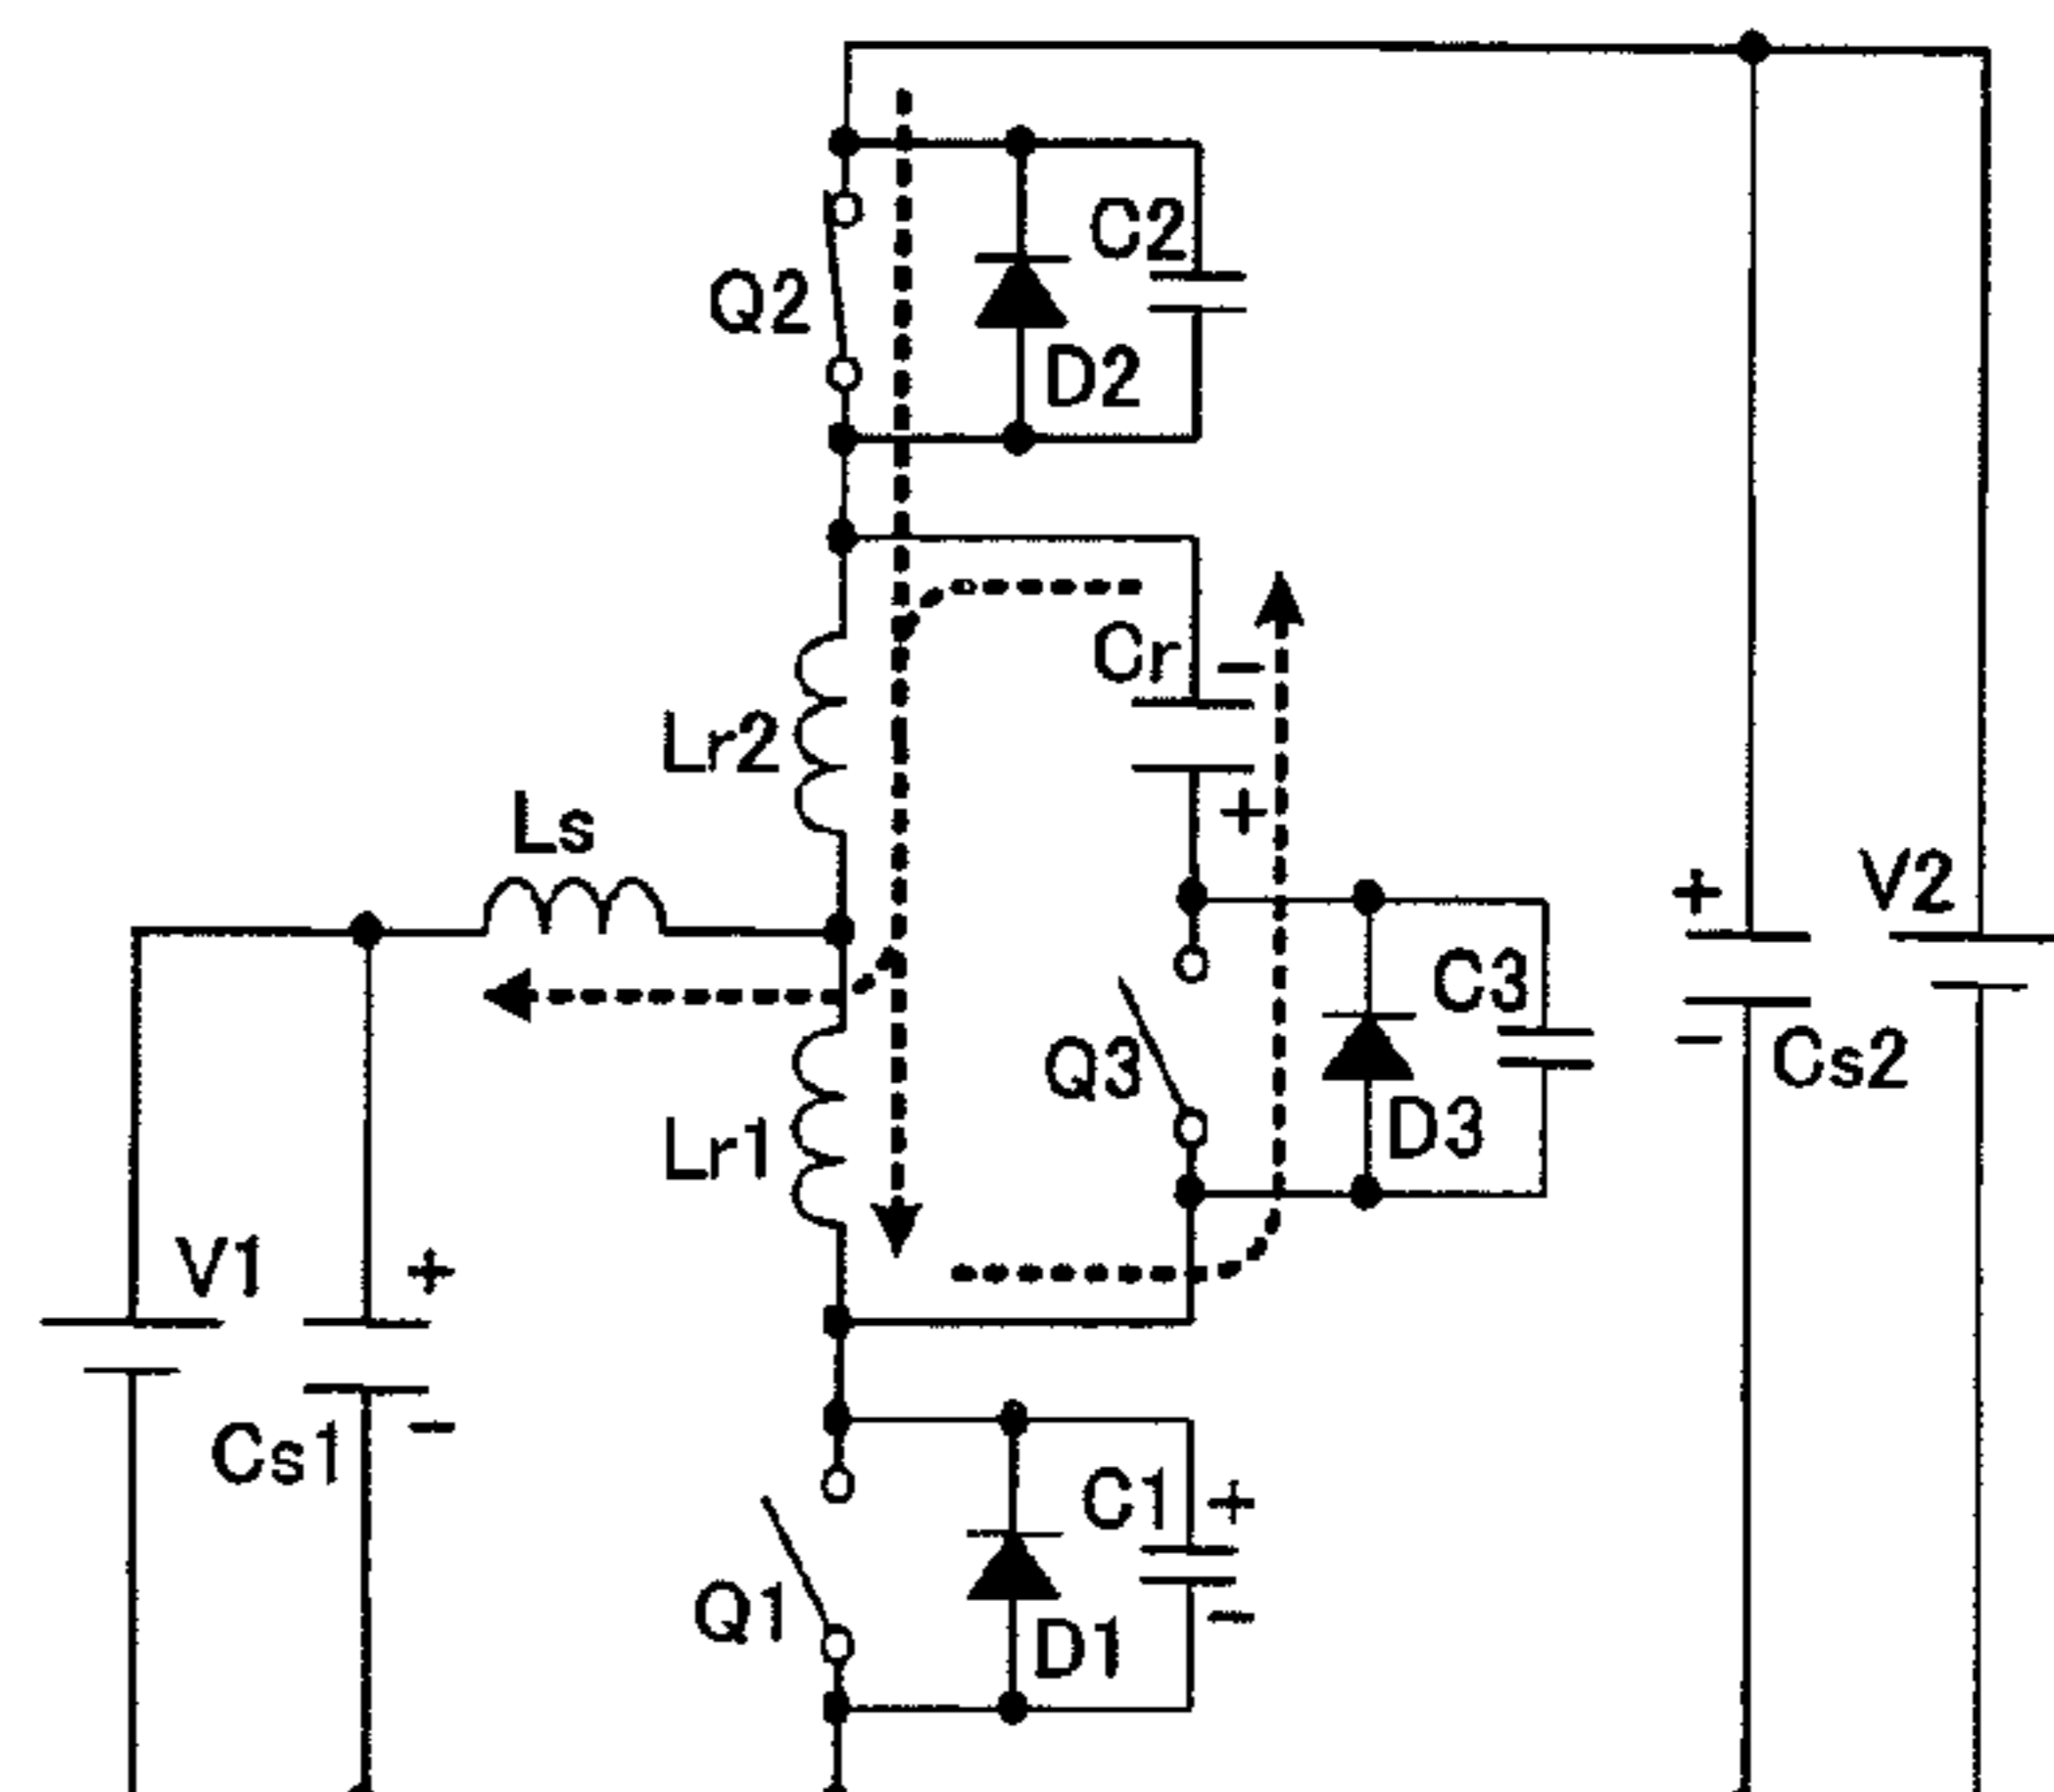 C2
Q2
D2
Cr
-
Lr2
+
Ls
V2
+
C3
Q3
-
Cs2
D3
Lr1
V1
+
Cs1
-
C1
+
Q1
-
D1